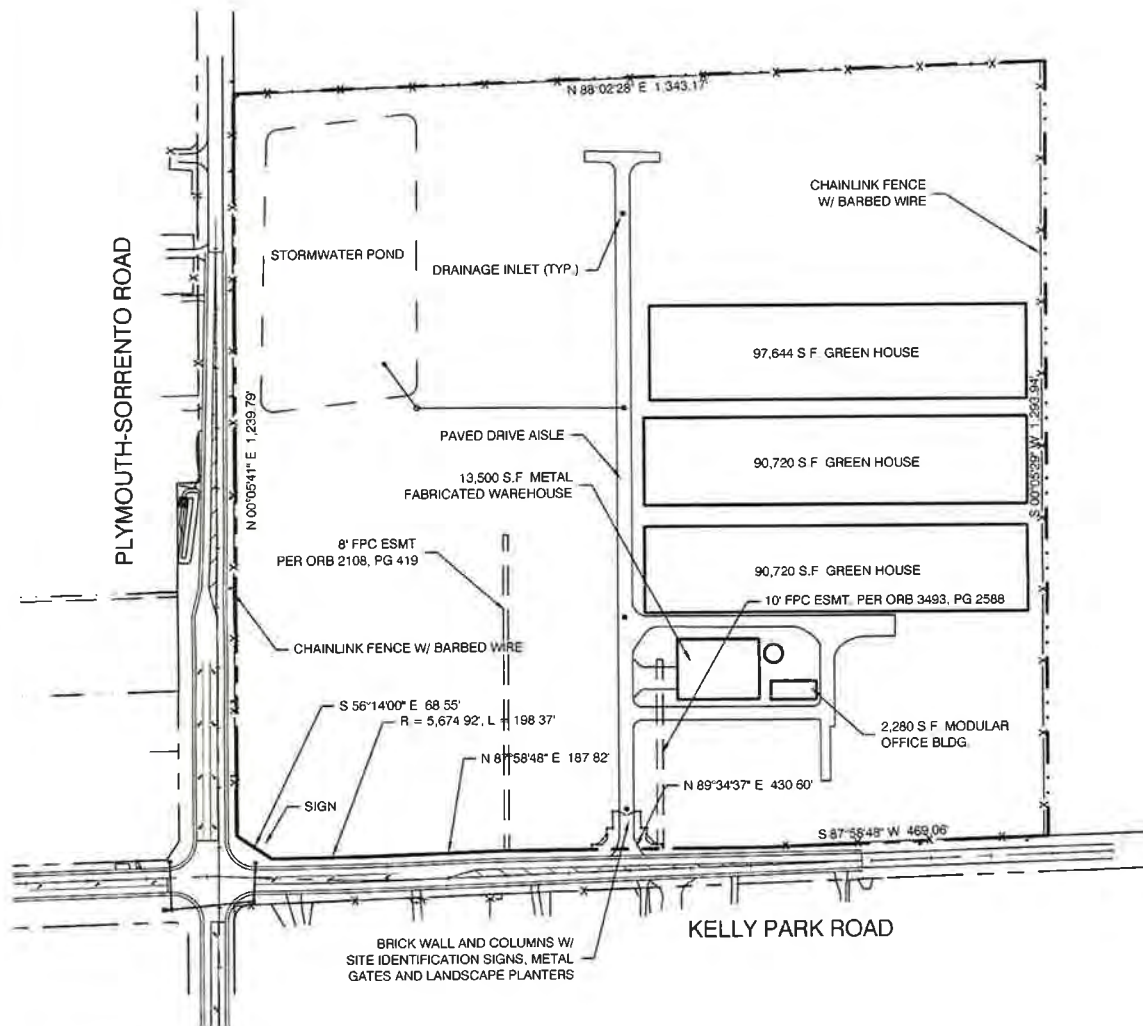 N 88°02'28" E 1,343.17'
CHAINLINK FENCE
W/ BARBED WIRE
STORMWATER POND
DRAINAGE INLET (TYP.)
PLYMOUTH-SORRENTO ROAD
97,644 S F GREEN HOUSE
N 00°05'41" E 1,239.79'
S 00°05'29" W 1,293.94'
PAVED DRIVE AISLE
13,500 S.F METAL
FABRICATED WAREHOUSE
90,720 S.F GREEN HOUSE
8' FPC ESMT
PER ORB 2108, PG 419
90,720 S.F GREEN HOUSE
10' FPC ESMT, PER ORB 3493, PG 2588
CHAINLINK FENCE W/ BARBED WIRE
S 56°14'00" E 68 55'
R = 5,674 92', L = 198 37'
2,280 S F MODULAR
OFFICE BLDG.
N 87°58'48" E 187 82'
N 89°34'37" E 430 60'
SIGN
S 87°58'48" W 469.06'
KELLY PARK ROAD
BRICK WALL AND COLUMNS W/
SITE IDENTIFICATION SIGNS, METAL
GATES AND LANDSCAPE PLANTERS